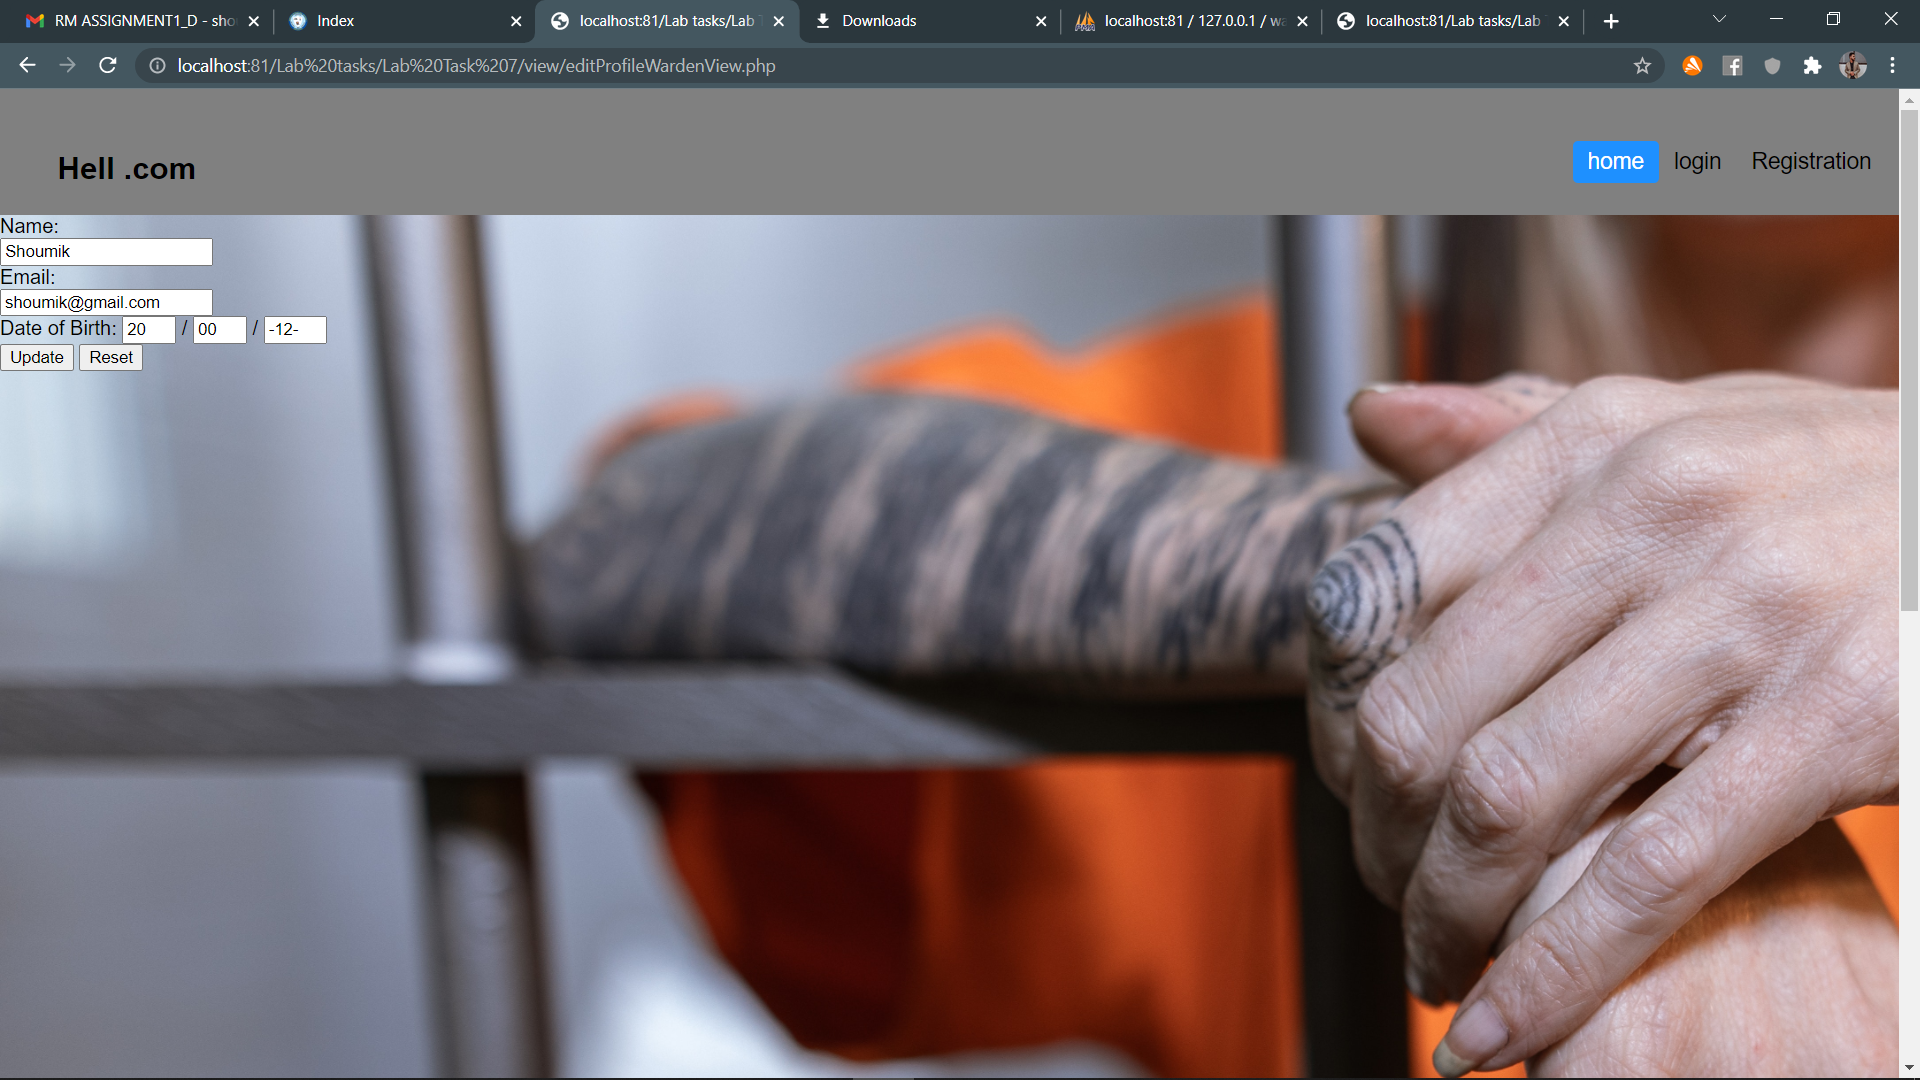 RM ASSIGNMENT1_D - sho
Index
localhost:81/Lab tasks/Lab T
Downloads
localhost:81 / 127.0.0.1 / wa
localhost:81/Lab tasks/Lab
localhost:81/Lab%20tasks/Lab%20Task%207/view/editProfileWardenView.php
Hell .com
home login Registration
Name:
Shoumik
Email:
shoumik@gmail.com
Date of Birth: 20 / 00 / -12-
Update Reset